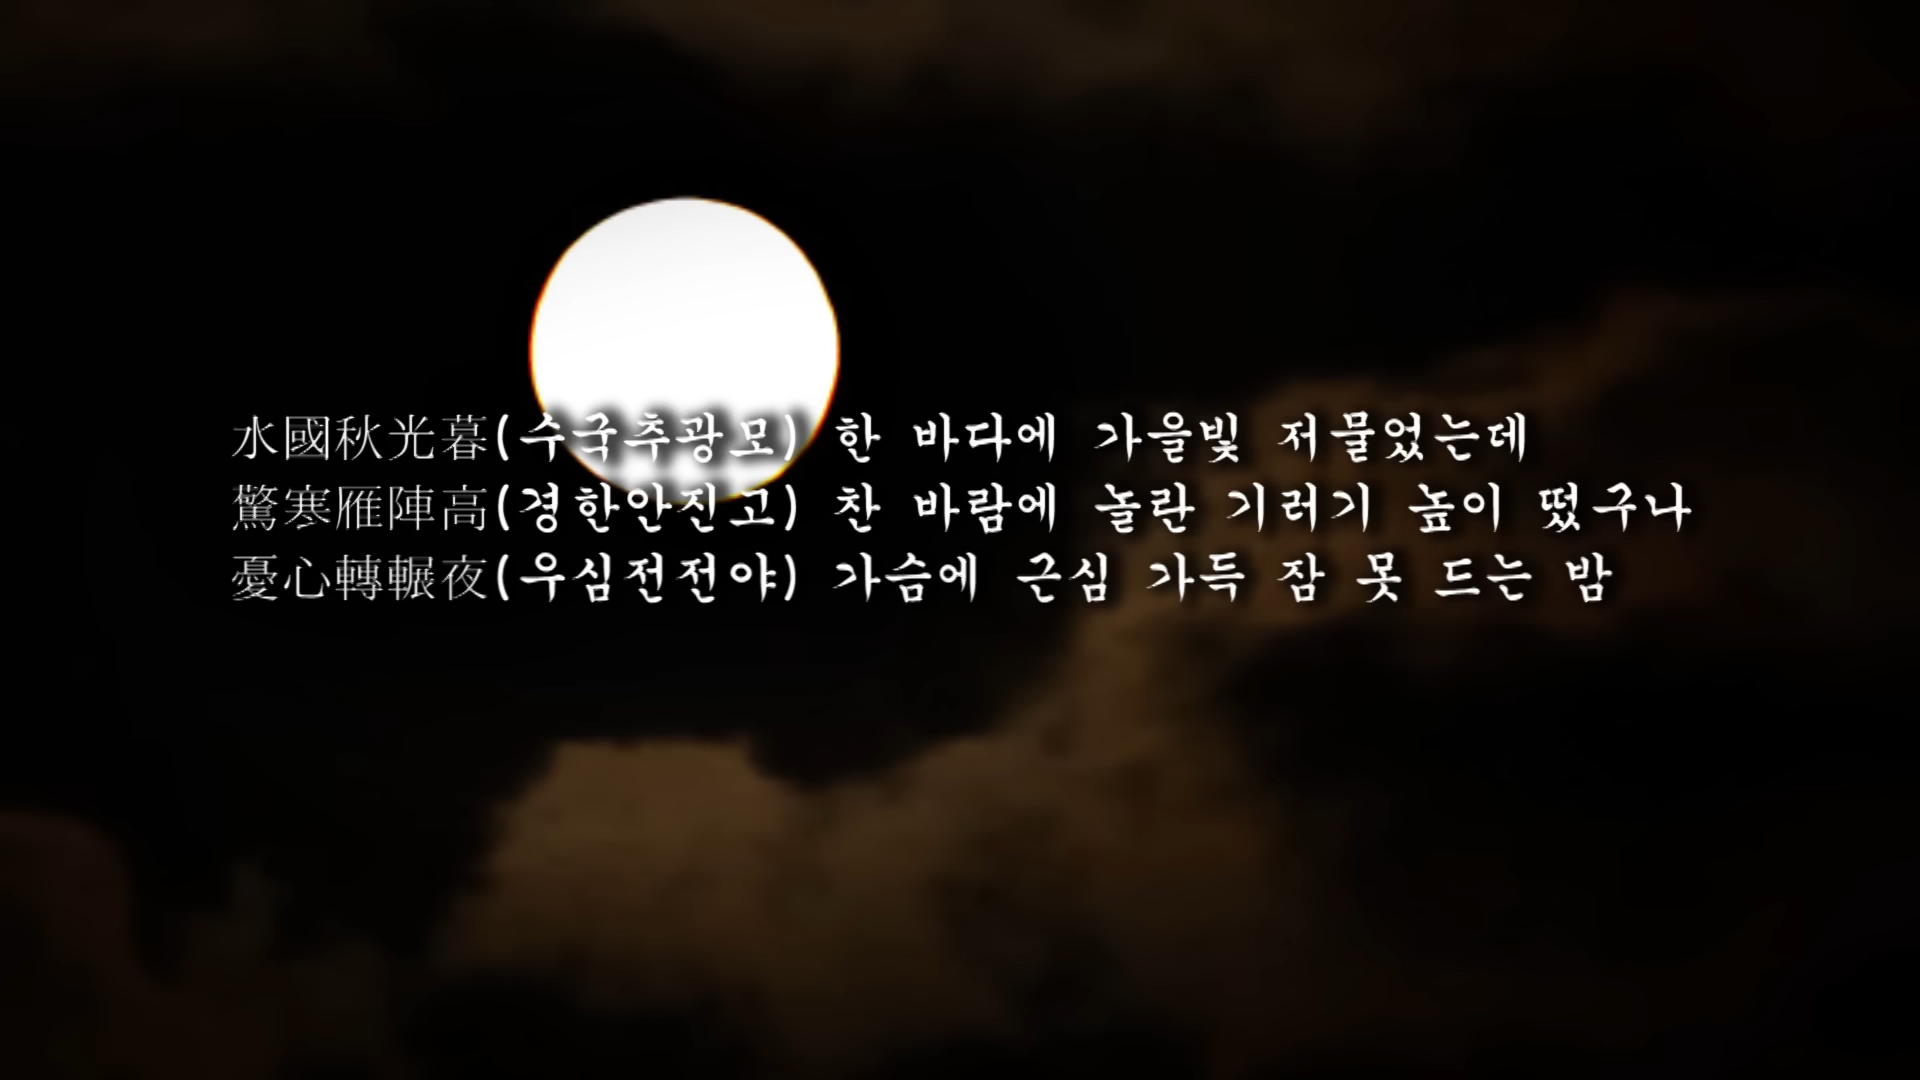 水國秋光暮(수국추광모) 한 바다에 가을빛 저물었는데
驚寒雁陣高(경한안진고) 찬 바람에 놀란 기러기 높이 떴구나
憂心轉輾夜(우심전전야) 가슴에 근심 가득 잠 못 드는 밤